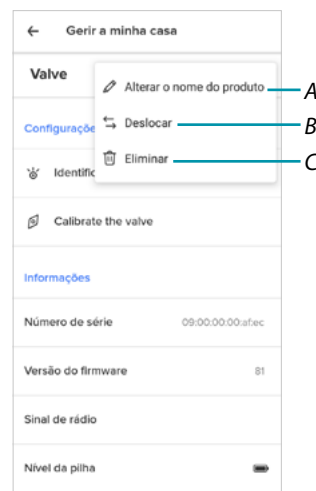 ← Gerir a minha casa
Valve
Alterar o nome do produto A
Configuraçõe Deslocar B
Eliminar C
Identific
Calibrate the valve
Informações
Número de série 09:00:00:00:af:ec
Versão do firmware 81
Sinal de rádio
Nível da pilha